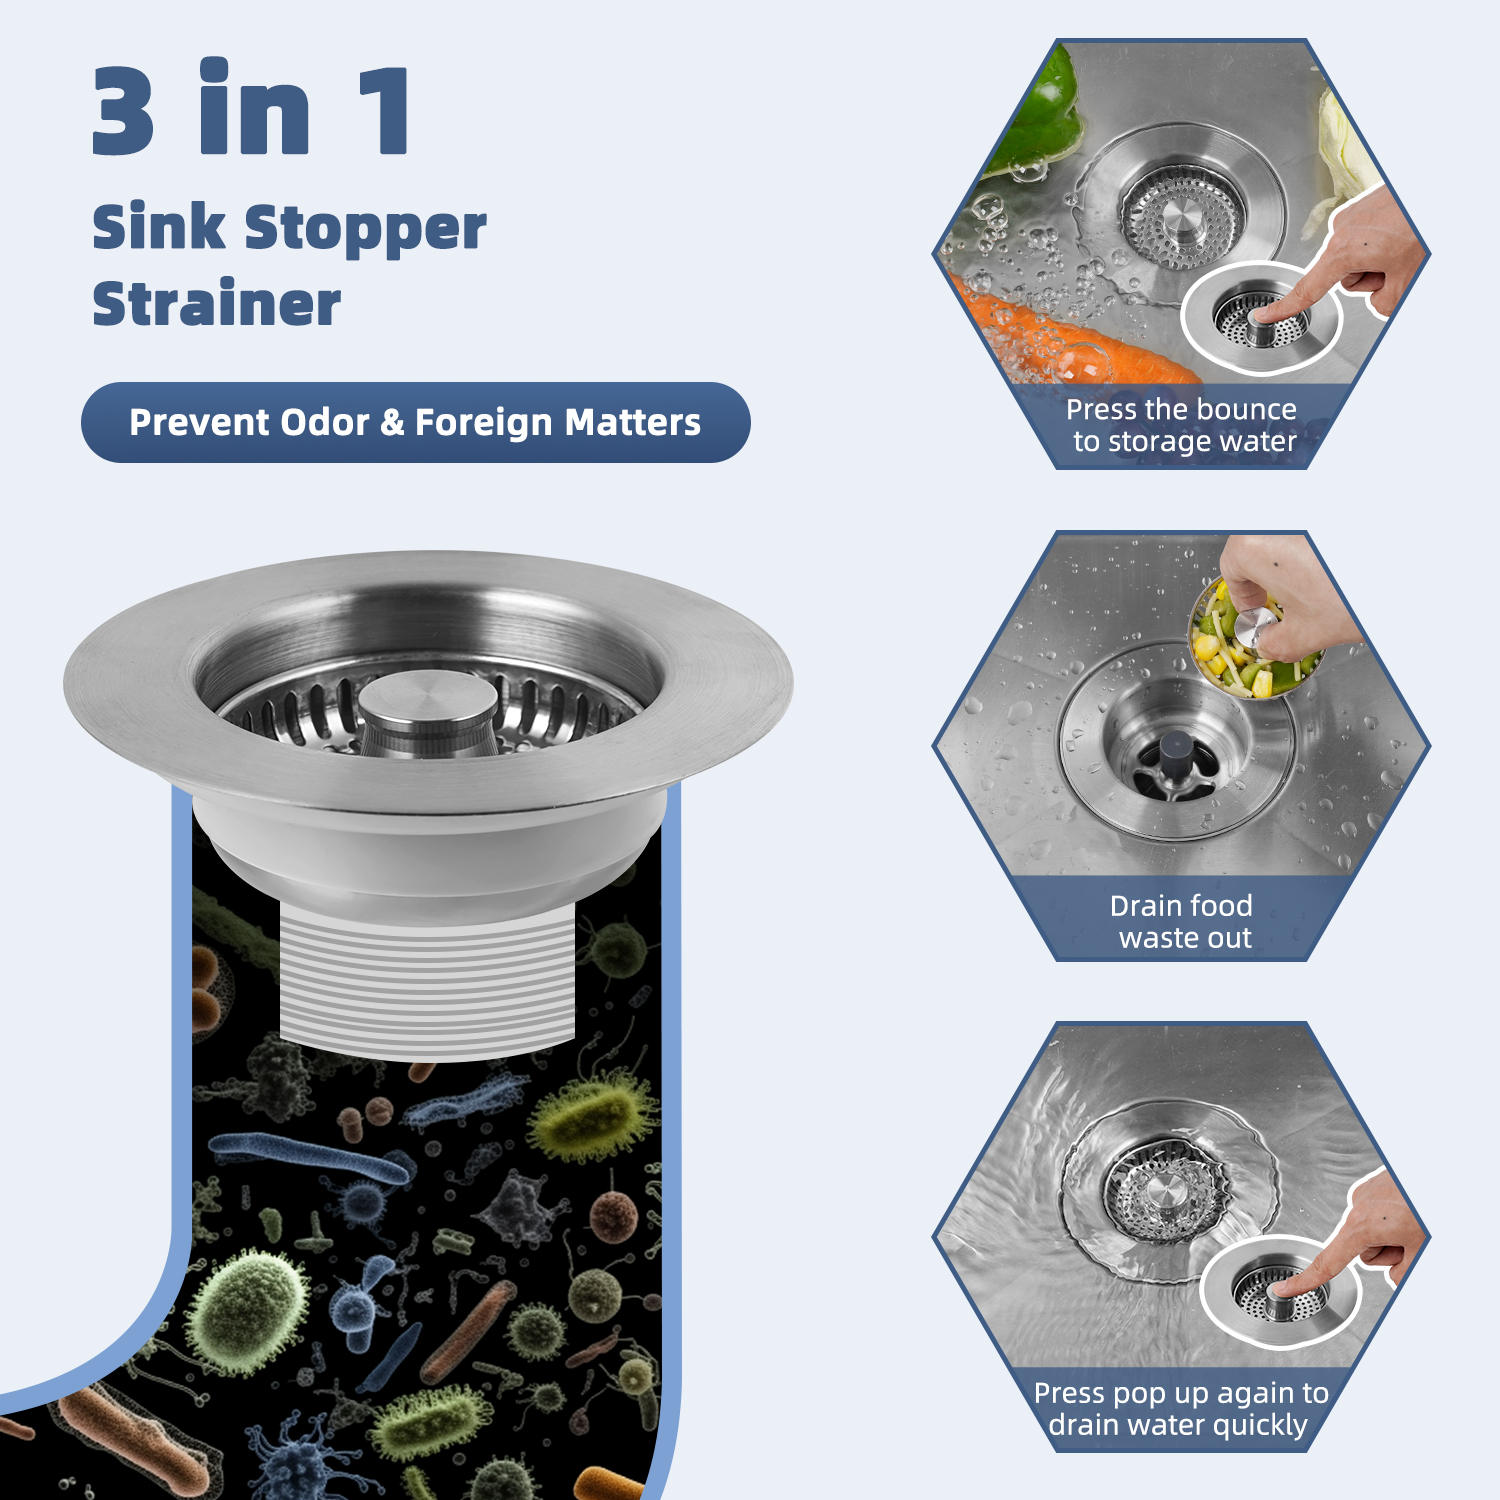 3 in 1
Sink Stopper
Strainer
Prevent Odor & Foreign Matters
Press the bounce
to storage water
Drain food
waste out
Press pop up again to
drain water quickly